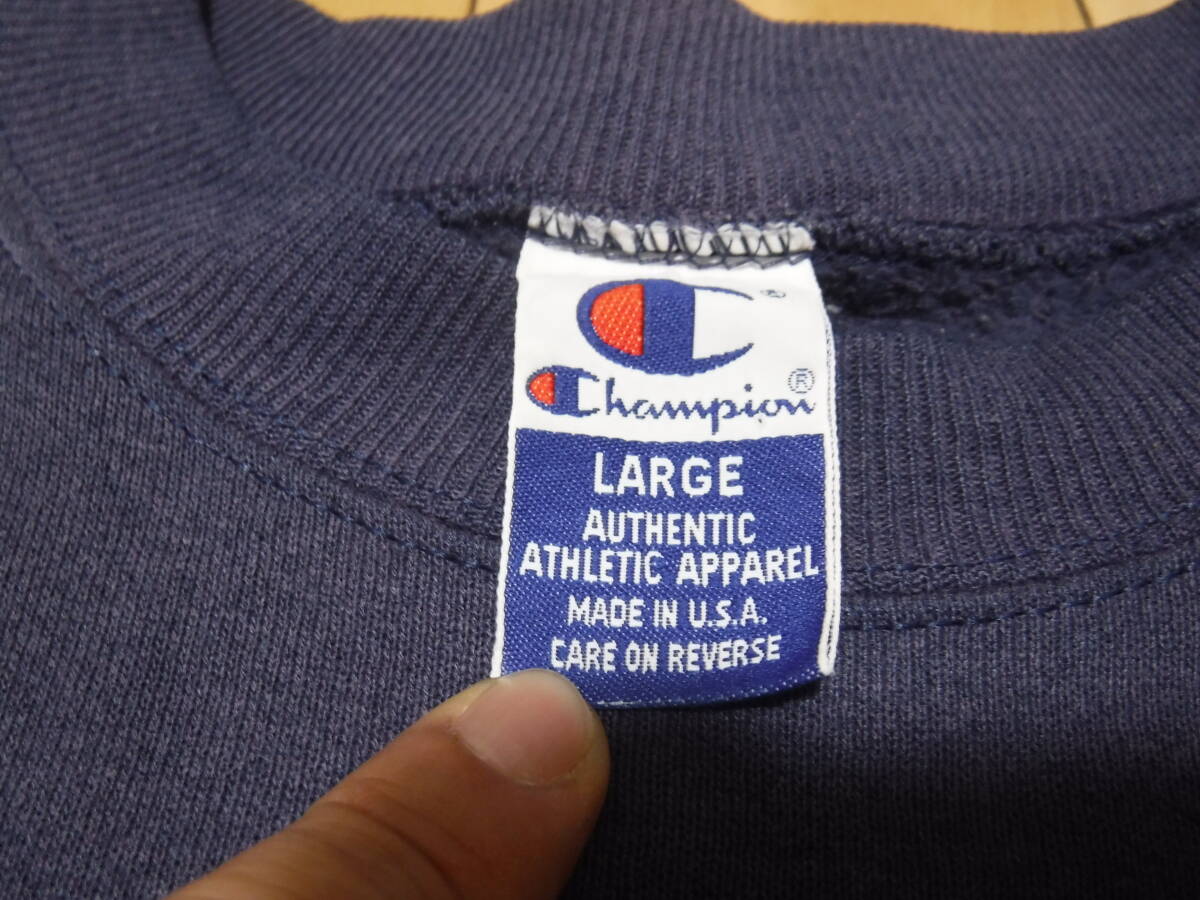 ®
Champion®
LARGE
AUTHENTIC
ATHLETIC APPAREL
MADE IN U.S.A.
CARE ON REVERSE